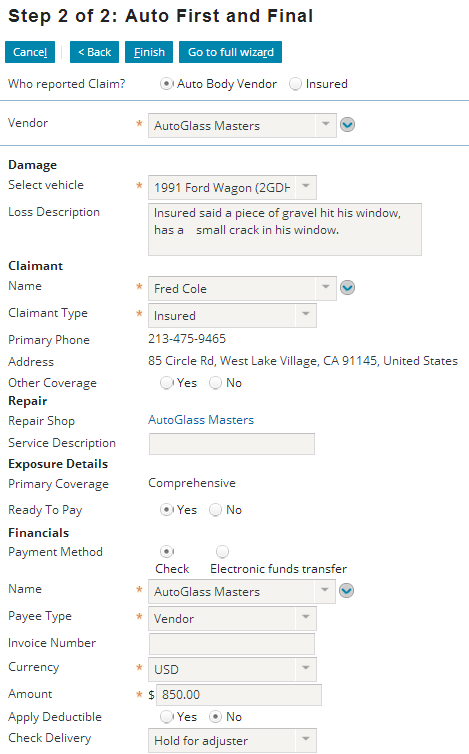 Step 2 of 2: Auto First and Final
Cancel < Back Finish Go to full wizard
Who reported Claim? Auto Body Vendor Insured
Vendor * AutoGlass Masters
Damage
Select vehicle * 1991 Ford Wagon (2GDH
Loss Description Insured said a piece of gravel hit his window,
has a small crack in his window.
Claimant
Name * Fred Cole
Claimant Type * Insured
Primary Phone 213-475-9465
Address 85 Circle Rd, West Lake Village, CA 91145, United States
Other Coverage Yes No
Repair
Repair Shop AutoGlass Masters
Service Description
Exposure Details
Primary Coverage Comprehensive
Ready To Pay Yes No
Financials
Payment Method
Check Electronic funds transfer
Name * AutoGlass Masters
Payee Type * Vendor
Invoice Number
Currency * USD
Amount * $ 850.00
Apply Deductible Yes No
Check Delivery Hold for adjuster